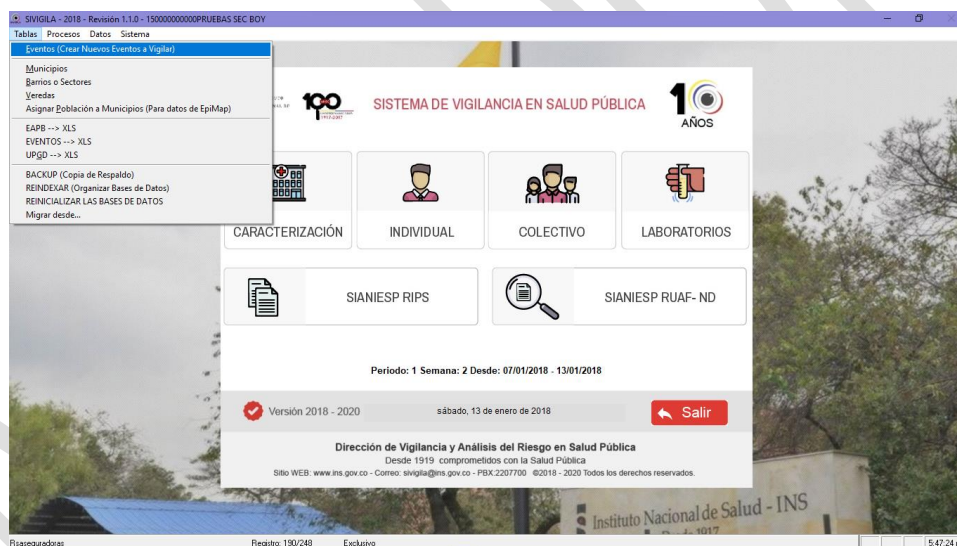 SIVIGILA - 2018 - Revisión 1.1.0 - 150000000000PRUEBAS SEC BOY
Tablas Procesos Datos Sistema
Eventos (Crear Nuevos Eventos a Vigilar)
Municipios
Barrios o Sectores
Veredas
Asignar Población a Municipios (Para datos de EpiMap)
EAPB --> XLS
EVENTOS --> XLS
UPGD --> XLS
BACKUP (Copia de Respaldo)
REINDEXAR (Organizar Bases de Datos)
REINICIALIZAR LAS BASES DE DATOS
Migrar desde...
100
1917-2017
SISTEMA DE VIGILANCIA EN SALUD PÚBLICA
10
AÑOS
CARACTERIZACIÓN
INDIVIDUAL
COLECTIVO
LABORATORIOS
SIANIESP RIPS
SIANIESP RUAF- ND
Periodo: 1 Semana: 2 Desde: 07/01/2018 - 13/01/2018
Versión 2018 - 2020
sábado, 13 de enero de 2018
Salir
Dirección de Vigilancia y Análisis del Riesgo en Salud Pública
Desde 1919 comprometidos con la Salud Pública
Sitio WEB: www.ins.gov.co - Correo: sivigila@ins.gov.co - PBX:2207700 ©2018 - 2020 Todos los derechos reservados.
Instituto Nacional de Salud - INS
Desde 1917
Rsaseguradoras Registro: 190/248 Exclusivo 5:47:24